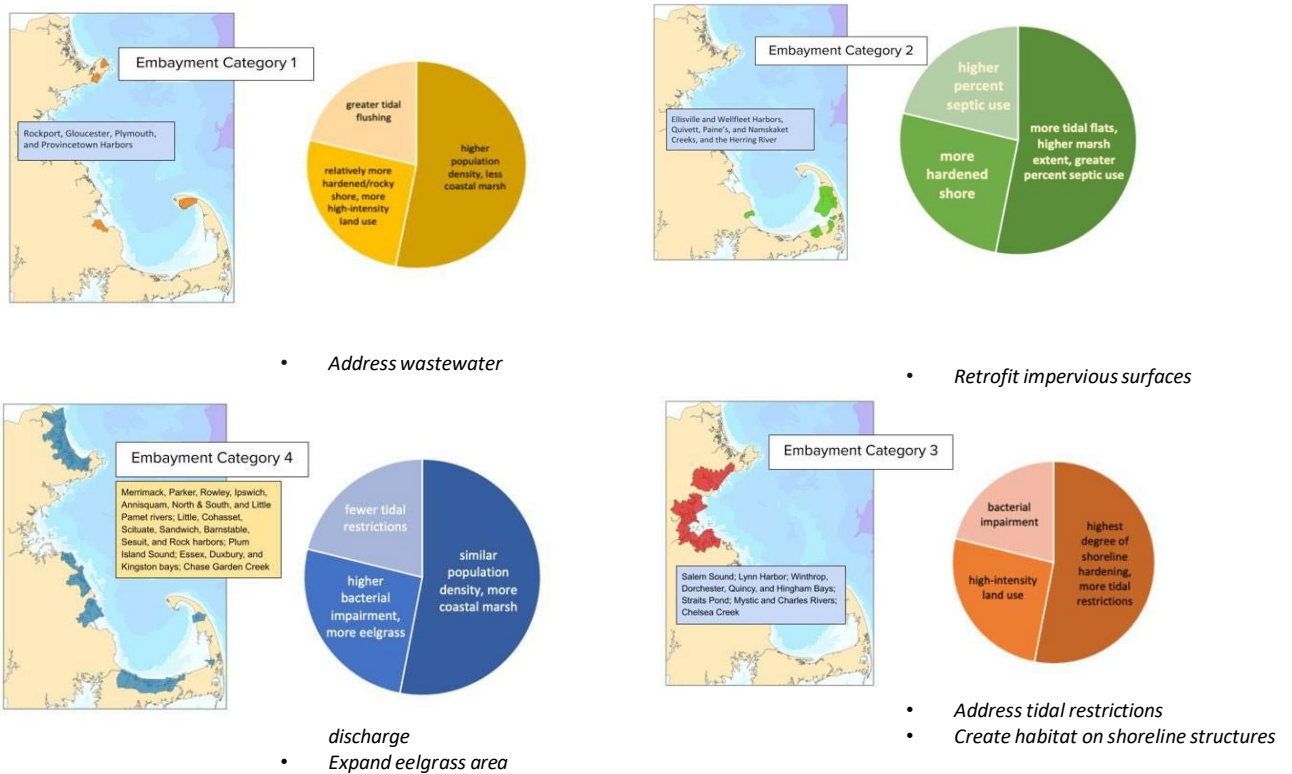 Embayment Category 1
Rockport, Gloucester, Plymouth,
and Provincetown Harbors
greater tidal
flushing
higher
population
density, less
coastal marsh
relatively more
hardened/rocky
shore, more
high-intensity
land use
Embayment Category 2
Ellisville and Wellfleet Harbors,
Quivett, Paine's, and Namskaket
Creeks, and the Herring River
higher
percent
septic use
more tidal flats,
higher marsh
extent, greater
percent septic use
more
hardened
shore
• Address wastewater
• Retrofit impervious surfaces
Embayment Category 4
Merrimack, Parker, Rowley, Ipswich,
Annisquam, North & South, and Little
Pamet rivers; Little, Cohasset,
Scituate, Sandwich, Barnstable,
Sesuit, and Rock harbors; Plum
Island Sound; Essex, Duxbury, and
Kingston bays; Chase Garden Creek
fewer tidal
restrictions
similar
population
density, more
coastal marsh
higher
bacterial
impairment,
more eelgrass
Embayment Category 3
Salem Sound; Lynn Harbor; Winthrop,
Dorchester, Quincy, and Hingham Bays;
Straits Pond; Mystic and Charles Rivers;
Chelsea Creek
bacterial
impairment
highest
degree of
shoreline
hardening,
more tidal
restrictions
high-intensity
land use
discharge
• Expand eelgrass area
• Address tidal restrictions
• Create habitat on shoreline structures